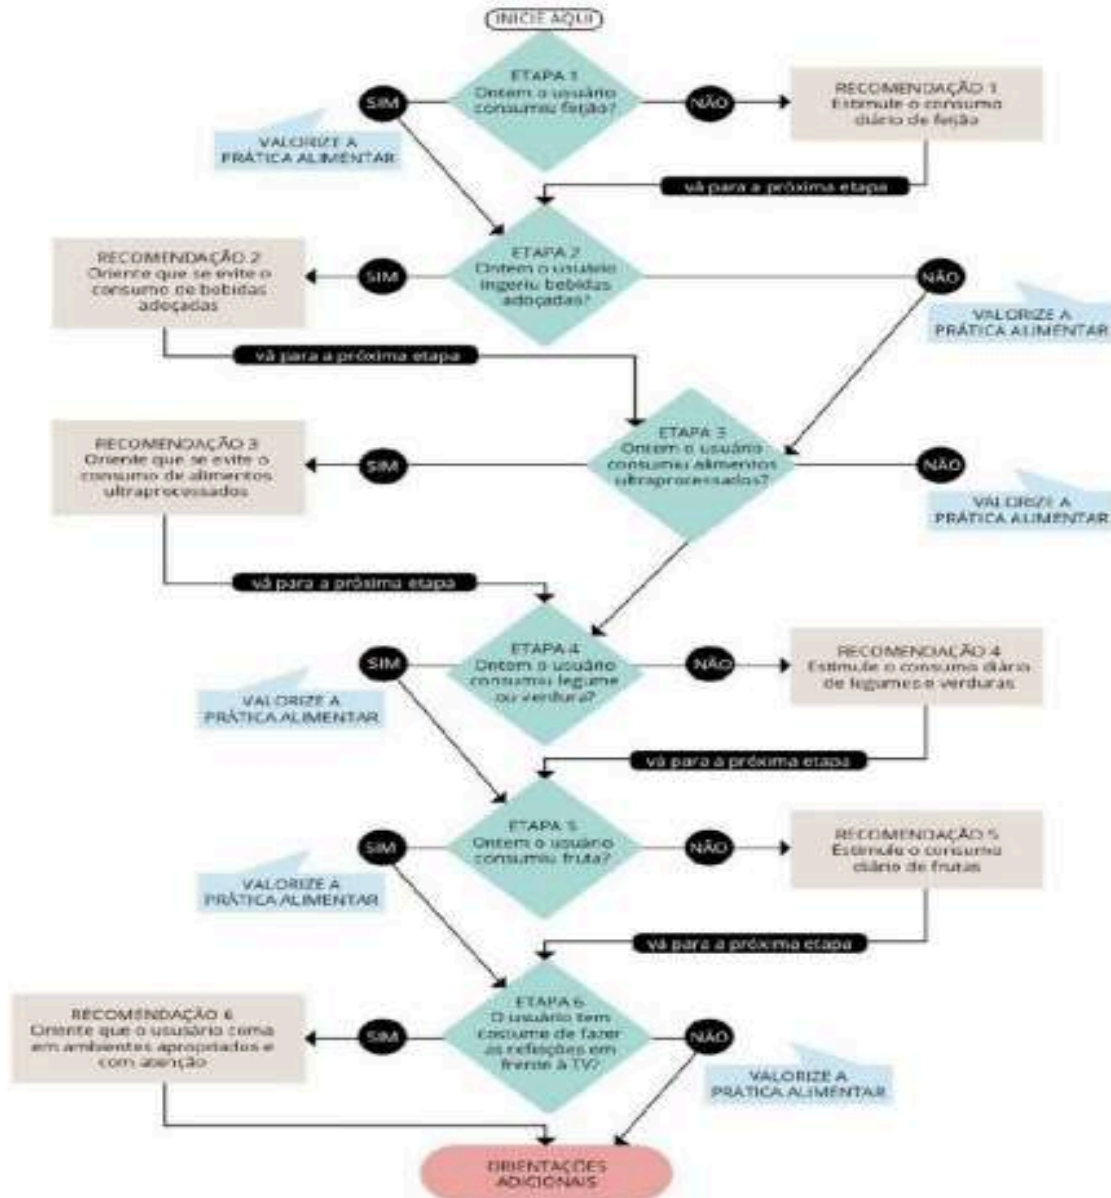 INICIE AQUI
ETAPA 1
Ontem o usuário
consumiu feijão?
SIM
NÃO
RECOMENDAÇÃO 1
Estimule o consumo
diário de feijão
VALORIZE A
PRÁTICA ALIMENTAR
vá para a próxima etapa
RECOMENDAÇÃO 2
Oriente que se evite o
consumo de bebidas
adoçadas
SIM
ETAPA 2
Ontem o usuário
ingeriu bebidas
adoçadas?
NÃO
VALORIZE A
PRÁTICA ALIMENTAR
vá para a próxima etapa
RECOMENDAÇÃO 3
Oriente que se evite o
consumo de alimentos
ultraprocessados
SIM
ETAPA 3
Ontem o usuário
consumiu alimentos
ultraprocessados?
NÃO
VALORIZE A
PRÁTICA ALIMENTAR
vá para a próxima etapa
SIM
ETAPA 4
Ontem o usuário
consumiu legume
ou verdura?
NÃO
RECOMENDAÇÃO 4
Estimule o consumo diário
de legumes e verduras
VALORIZE A
PRÁTICA ALIMENTAR
vá para a próxima etapa
SIM
ETAPA 5
Ontem o usuário
consumiu fruta?
NÃO
RECOMENDAÇÃO 5
Estimule o consumo
diário de frutas
VALORIZE A
PRÁTICA ALIMENTAR
vá para a próxima etapa
RECOMENDAÇÃO 6
Oriente que o ususário coma
em ambientes apropriados e
com atenção
SIM
ETAPA 6
O usuário tem
costume de fazer
as refeições em
frente à TV?
NÃO
VALORIZE A
PRÁTICA ALIMENTAR
ORIENTAÇÕES
ADICIONAIS